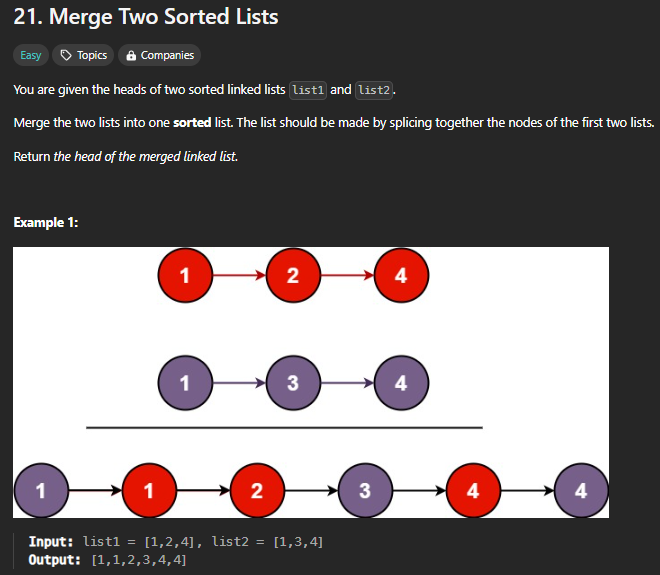 21. Merge Two Sorted Lists
Easy Topics Companies
You are given the heads of two sorted linked lists list1 and list2.
Merge the two lists into one sorted list. The list should be made by splicing together the nodes of the first two lists.
Return the head of the merged linked list.
Example 1:
1 2 4
1 3 4
1 1 2 3 4 4
Input: list1 = [1,2,4], list2 = [1,3,4]
Output: [1,1,2,3,4,4]